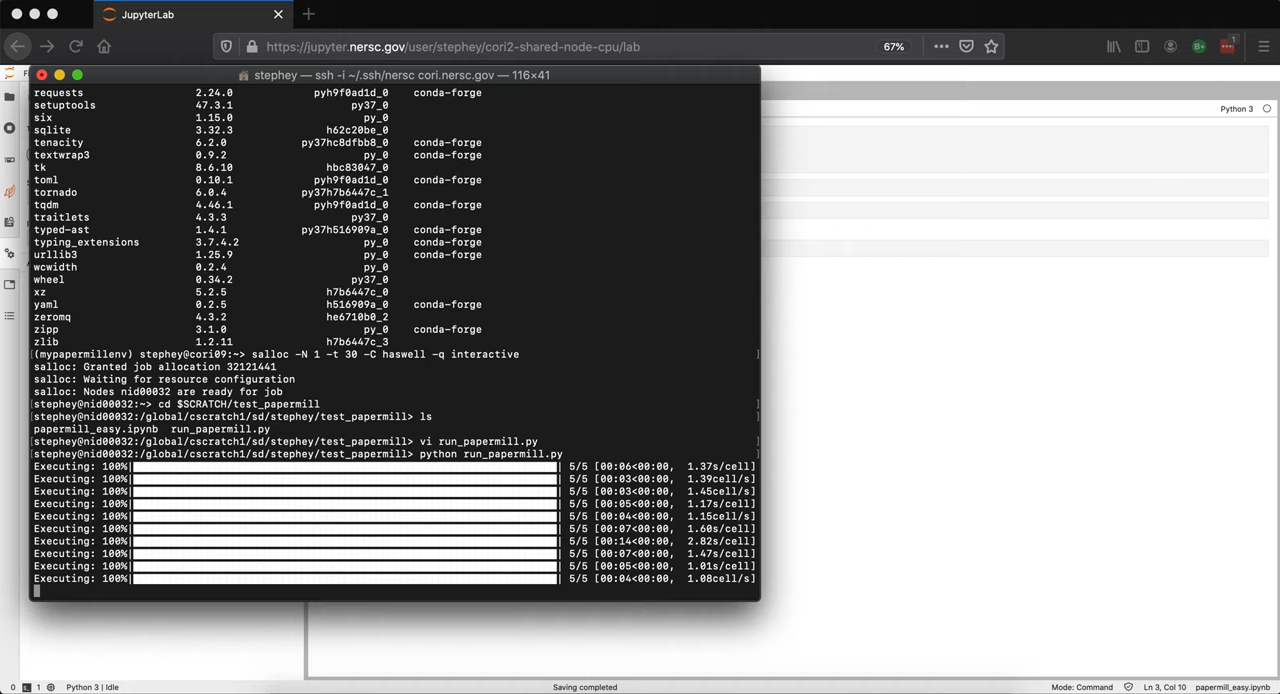 JupyterLab
https://jupyter.nersc.gov/user/stephey/cori2-shared-node-cpu/lab
67%
B+
1
stephey — ssh -i ~/.ssh/nersc cori.nersc.gov — 116×41
F
Python 3
requests 2.24.0 pyh9f0ad1d_0 conda-forge
setuptools 47.3.1 py37_0
six 1.15.0 py_0
sqlite 3.32.3 h62c20be_0
tenacity 6.2.0 py37hc8dfbb8_0 conda-forge
textwrap3 0.9.2 py_0 conda-forge
tk 8.6.10 hbc83047_0
toml 0.10.1 pyh9f0ad1d_0 conda-forge
tornado 6.0.4 py37h7b6447c_1
tqdm 4.46.1 pyh9f0ad1d_0 conda-forge
traitlets 4.3.3 py37_0
typed-ast 1.4.1 py37h516909a_0 conda-forge
typing_extensions 3.7.4.2 py_0 conda-forge
urllib3 1.25.9 py_0 conda-forge
wcwidth 0.2.4 py_0
wheel 0.34.2 py37_0
xz 5.2.5 h7b6447c_0
yaml 0.2.5 h516909a_0 conda-forge
zeromq 4.3.2 he6710b0_2
zipp 3.1.0 py_0 conda-forge
zlib 1.2.11 h7b6447c_3
[(mypapermillenv) stephey@cori09:~> salloc -N 1 -t 30 -C haswell -q interactive ]
salloc: Granted job allocation 32121441
salloc: Waiting for resource configuration
salloc: Nodes nid00032 are ready for job
[stephey@nid00032:~> cd $SCRATCH/test_papermill ]
[stephey@nid00032:/global/cscratch1/sd/stephey/test_papermill> ls ]
papermill_easy.ipynb run_papermill.py
[stephey@nid00032:/global/cscratch1/sd/stephey/test_papermill> vi run_papermill.py ]
[stephey@nid00032:/global/cscratch1/sd/stephey/test_papermill> python run_papermill.py ]
Executing: 100%| | 5/5 [00:06<00:00, 1.37s/cell]
Executing: 100%| | 5/5 [00:03<00:00, 1.39cell/s]
Executing: 100%| | 5/5 [00:03<00:00, 1.45cell/s]
Executing: 100%| | 5/5 [00:05<00:00, 1.17s/cell]
Executing: 100%| | 5/5 [00:04<00:00, 1.15cell/s]
Executing: 100%| | 5/5 [00:07<00:00, 1.60s/cell]
Executing: 100%| | 5/5 [00:14<00:00, 2.82s/cell]
Executing: 100%| | 5/5 [00:07<00:00, 1.47s/cell]
Executing: 100%| | 5/5 [00:05<00:00, 1.01s/cell]
Executing: 100%| | 5/5 [00:04<00:00, 1.08cell/s]
0 1 Python 3 | Idle Saving completed Mode: Command Ln 3, Col 10 papermill_easy.ipynb